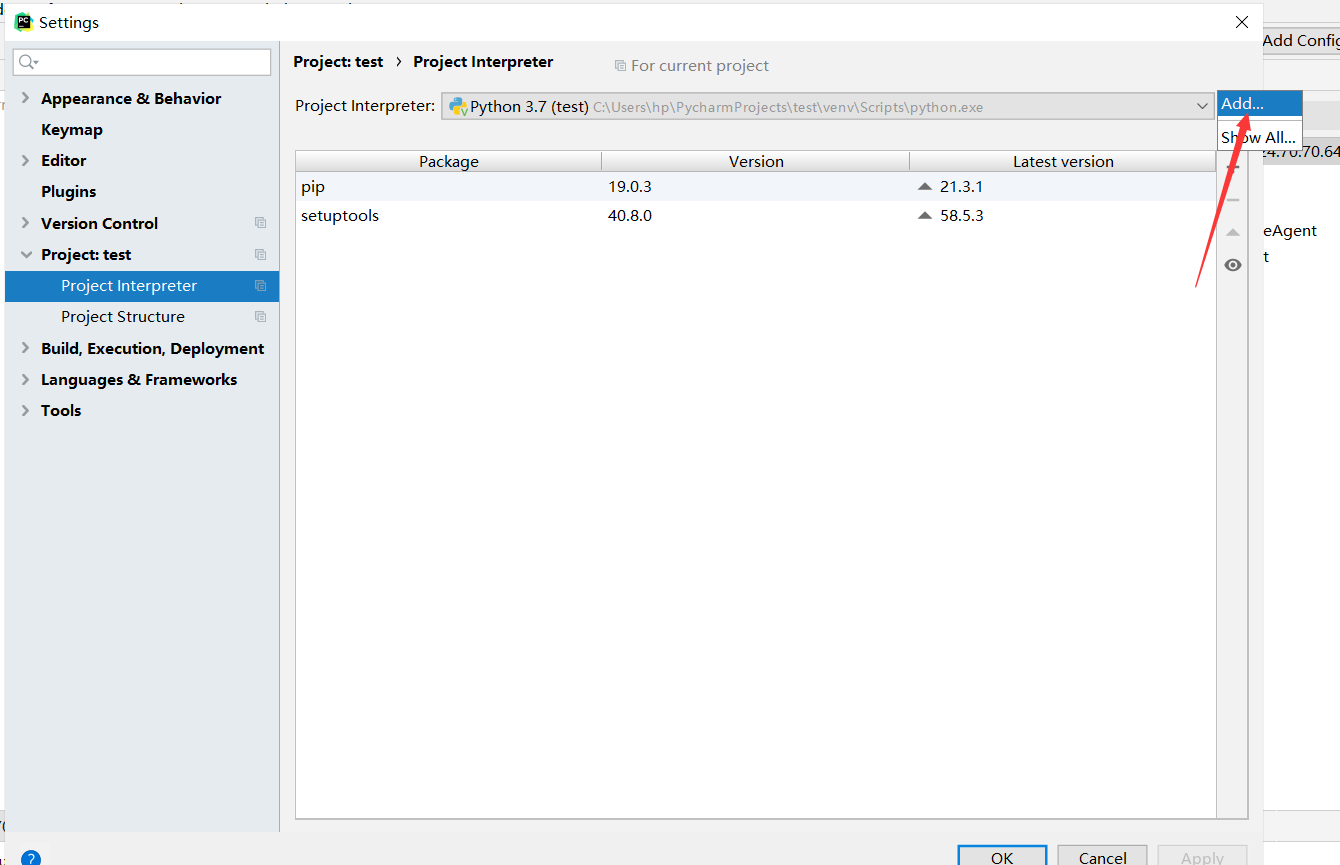 Settings
Add Config
Project: test › Project Interpreter
For current project
Appearance & Behavior
Keymap
Editor
Plugins
Version Control
Project: test
Project Interpreter
Project Structure
Build, Execution, Deployment
Languages & Frameworks
Tools
Project Interpreter: Python 3.7 (test) C:\Users\hp\PycharmProjects\test\venv\Scripts\python.exe
Add...
Show All...
24.70.70.64
Package Version Latest version
pip 19.0.3 21.3.1
setuptools 40.8.0 58.5.3
eAgent
t
?
OK Cancel Apply